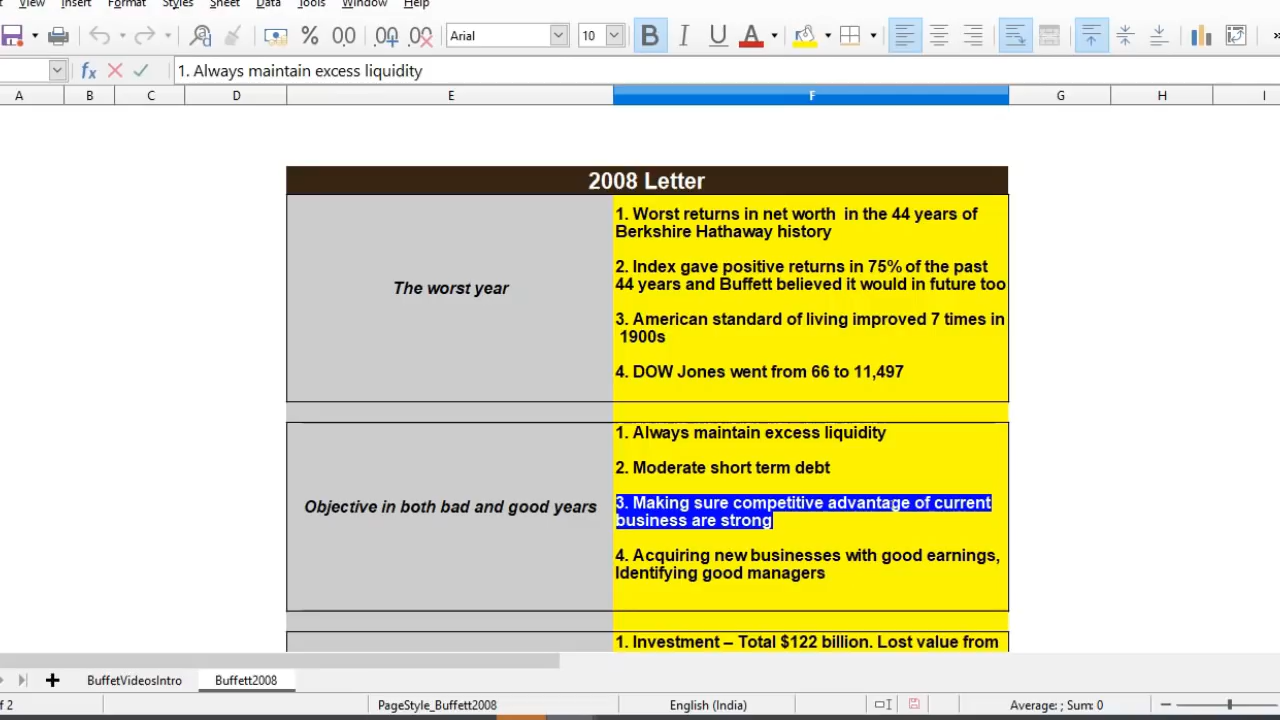 View Insert Format Styles Sheet Data Tools Window Help
% 00 00 00 Arial 10 B I U A
fx 1. Always maintain excess liquidity
A B C D E F G H I
2008 Letter
The worst year
1. Worst returns in net worth in the 44 years of
Berkshire Hathaway history
2. Index gave positive returns in 75% of the past
44 years and Buffett believed it would in future too
3. American standard of living improved 7 times in
1900s
4. DOW Jones went from 66 to 11,497
Objective in both bad and good years
1. Always maintain excess liquidity
2. Moderate short term debt
3. Making sure competitive advantage of current
business are strong
4. Acquiring new businesses with good earnings,
Identifying good managers
1. Investment – Total $122 billion. Lost value from
BuffetVideosIntro Buffett2008
of 2 PageStyle_Buffett2008 English (India) Average: ; Sum: 0